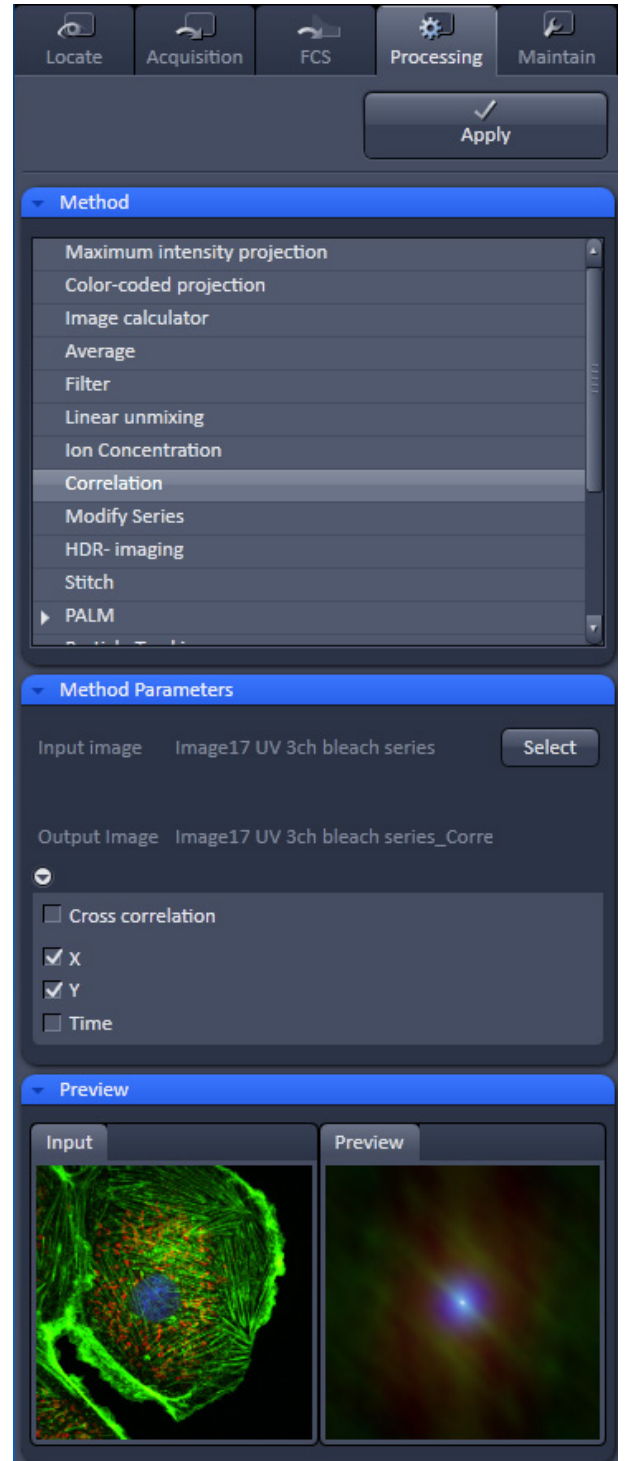 Locate Acquisition FCS Processing Maintain
Apply
Method
Maximum intensity projection
Color-coded projection
Image calculator
Average
Filter
Linear unmixing
Ion Concentration
Correlation
Modify Series
HDR- imaging
Stitch
PALM
Method Parameters
Input image Image17 UV 3ch bleach series Select
Output Image Image17 UV 3ch bleach series_Corre
Cross correlation
X
Y
Time
Preview
Input Preview